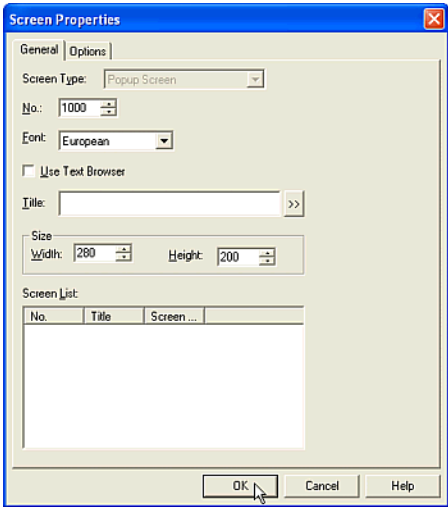 Screen Properties
General Options
Screen Type: Popup Screen
No.: 1000
Font: European
Use Text Browser
Title: >>
Size
Width: 280 Height: 200
Screen List:
No. Title Screen ...
OK Cancel Help